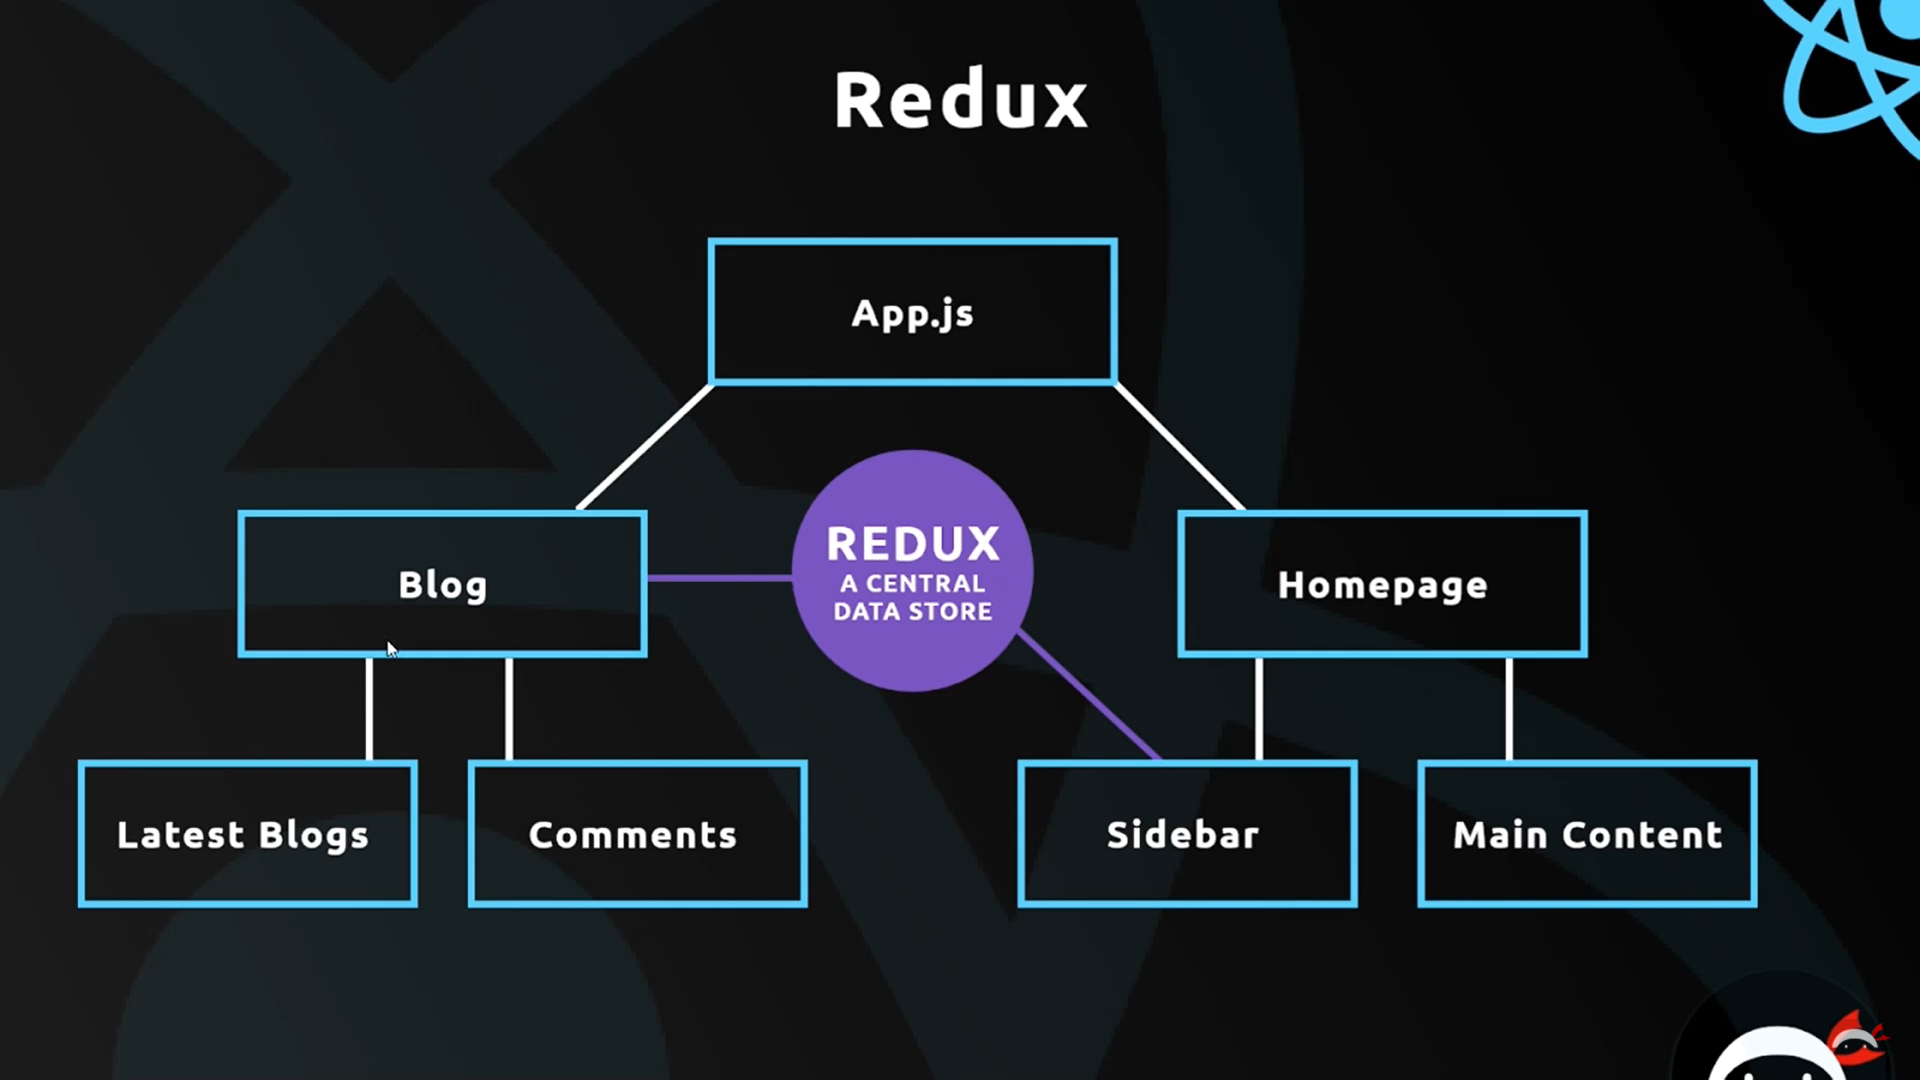 Redux
App.js
Blog
REDUX
A CENTRAL
DATA STORE
Homepage
Latest Blogs
Comments
Sidebar
Main Content